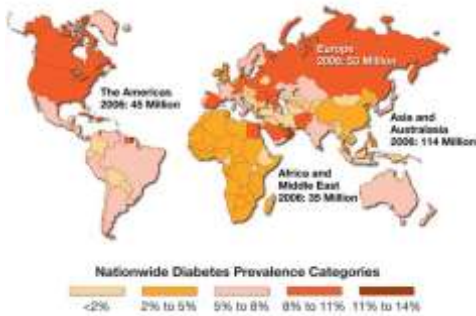 Europe
2006: 53 Million
The Americas
2006: 45 Million
Asia and
Australasia
2006: 114 Million
Africa and
Middle East
2006: 35 Million
Nationwide Diabetes Prevalence Categories
<2% 2% to 5% 5% to 8% 8% to 11% 11% to 14%